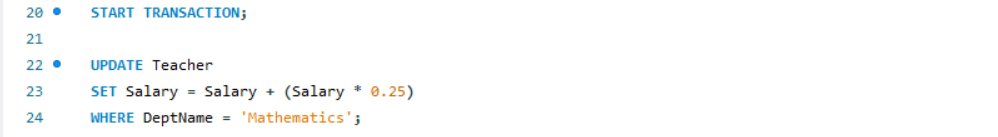 20 START TRANSACTION;
21
22 UPDATE Teacher
23 SET Salary = Salary + (Salary * 0.25)
24 WHERE DeptName = 'Mathematics';